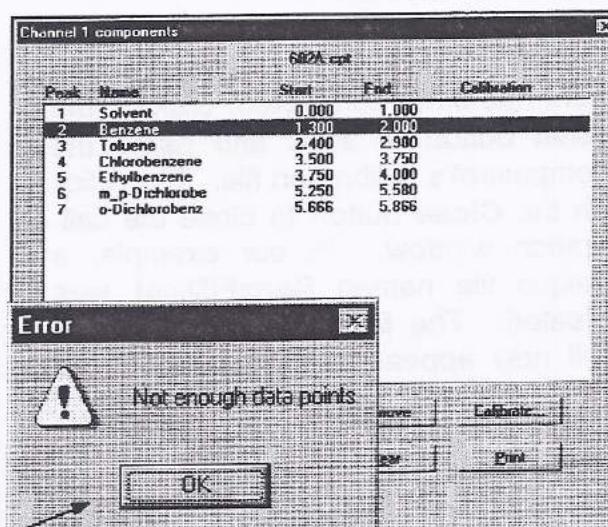 Channel 1 components
602A.cpt
Peak Name Start End Calibration
1 Solvent 0.000 1.000
2 Benzene 1.300 2.000
3 Toluene 2.400 2.900
4 Chlorobenzene 3.500 3.750
5 Ethylbenzene 3.750 4.000
6 m_p-Dichlorobe 5.250 5.580
7 o-Dichlorobenz 5.666 5.866
Error
Not enough data points
OK
move
Calibrate...
ear
Print